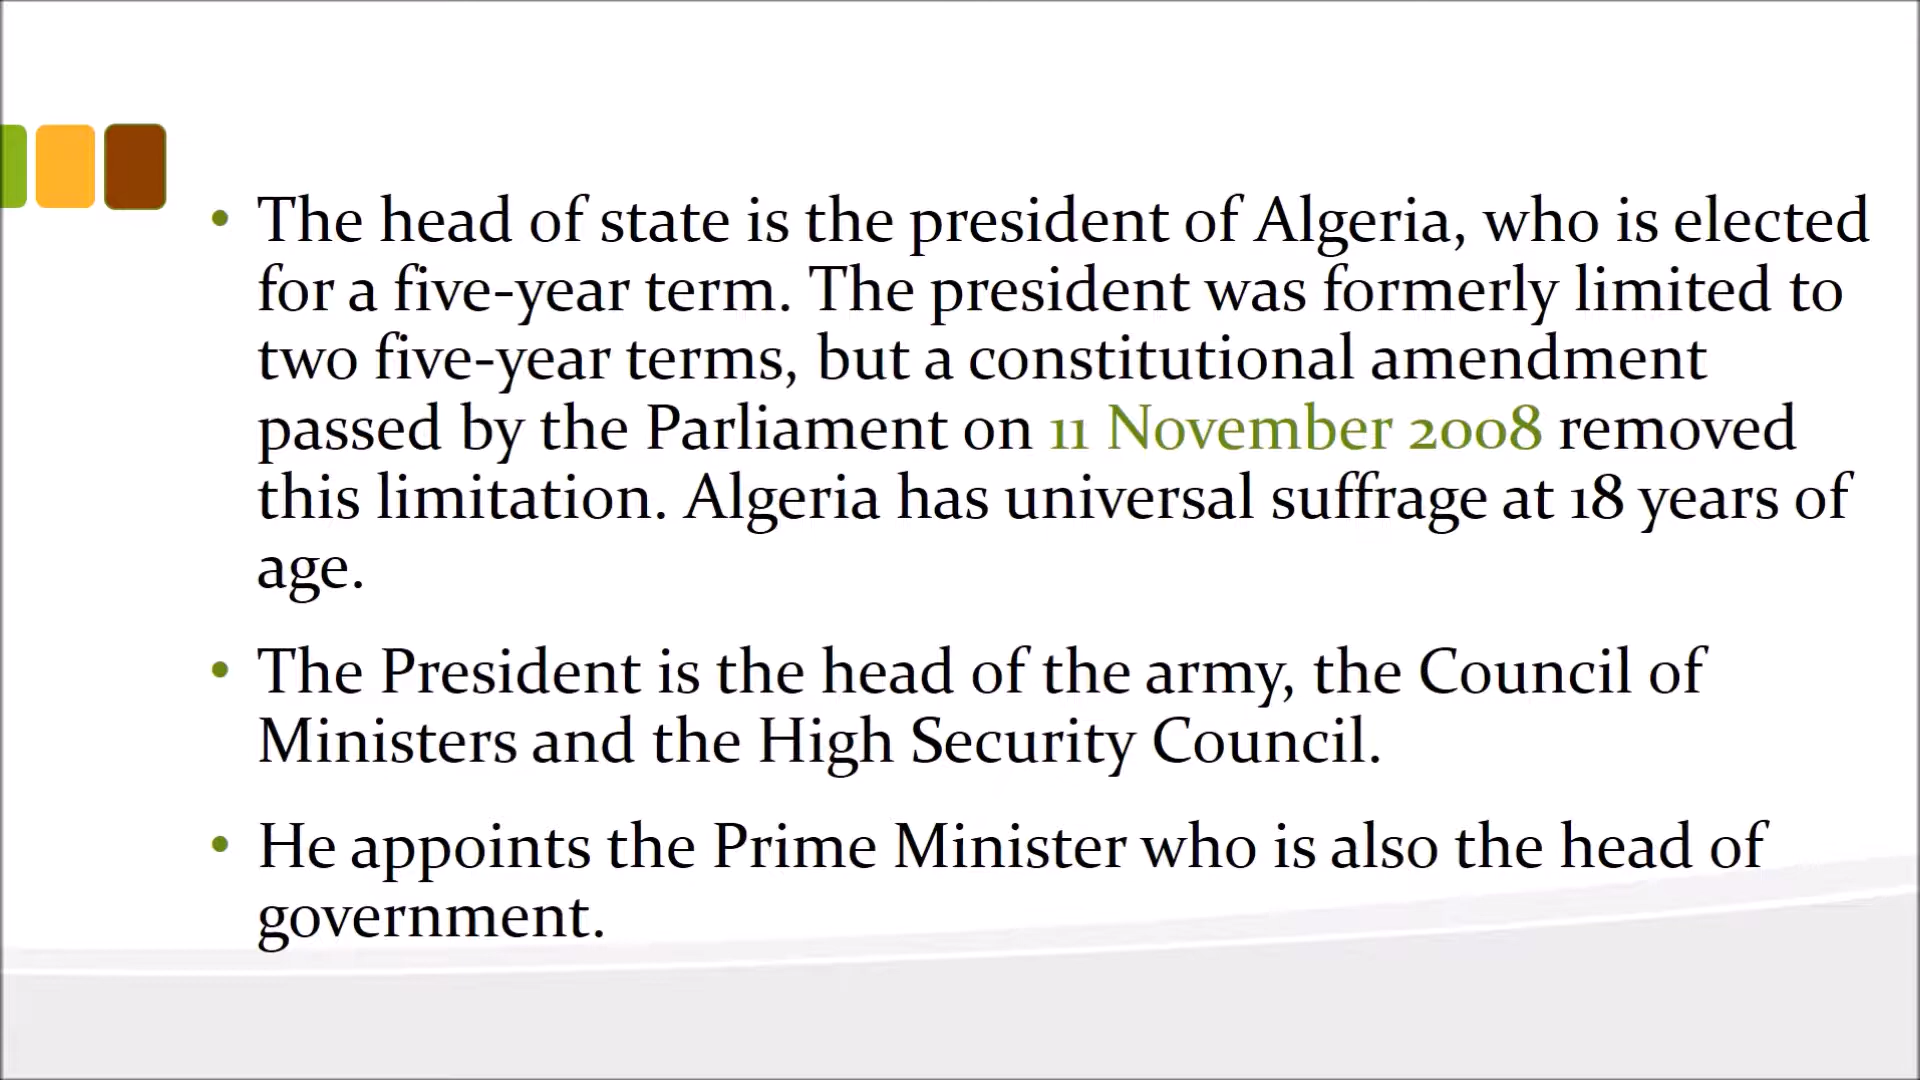 • The head of state is the president of Algeria, who is elected
for a five-year term. The president was formerly limited to
two five-year terms, but a constitutional amendment
passed by the Parliament on 11 November 2008 removed
this limitation. Algeria has universal suffrage at 18 years of
age.
• The President is the head of the army, the Council of
Ministers and the High Security Council.
• He appoints the Prime Minister who is also the head of
government.